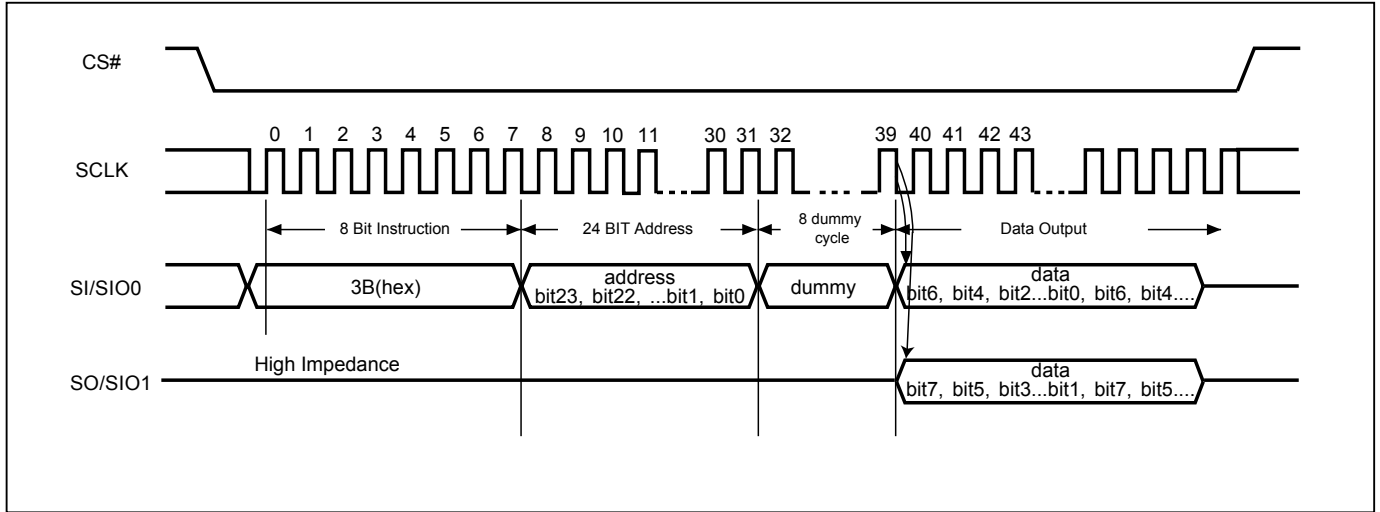 CS#
0 1 2 3 4 5 6 7 8 9 10 11 30 31 32 39 40 41 42 43
SCLK
8 Bit Instruction 24 BIT Address 8 dummy cycle Data Output
SI/SIO0
3B(hex)
address
bit23, bit22, ...bit1, bit0
dummy
data
bit6, bit4, bit2...bit0, bit6, bit4....
High Impedance
SO/SIO1
data
bit7, bit5, bit3...bit1, bit7, bit5....